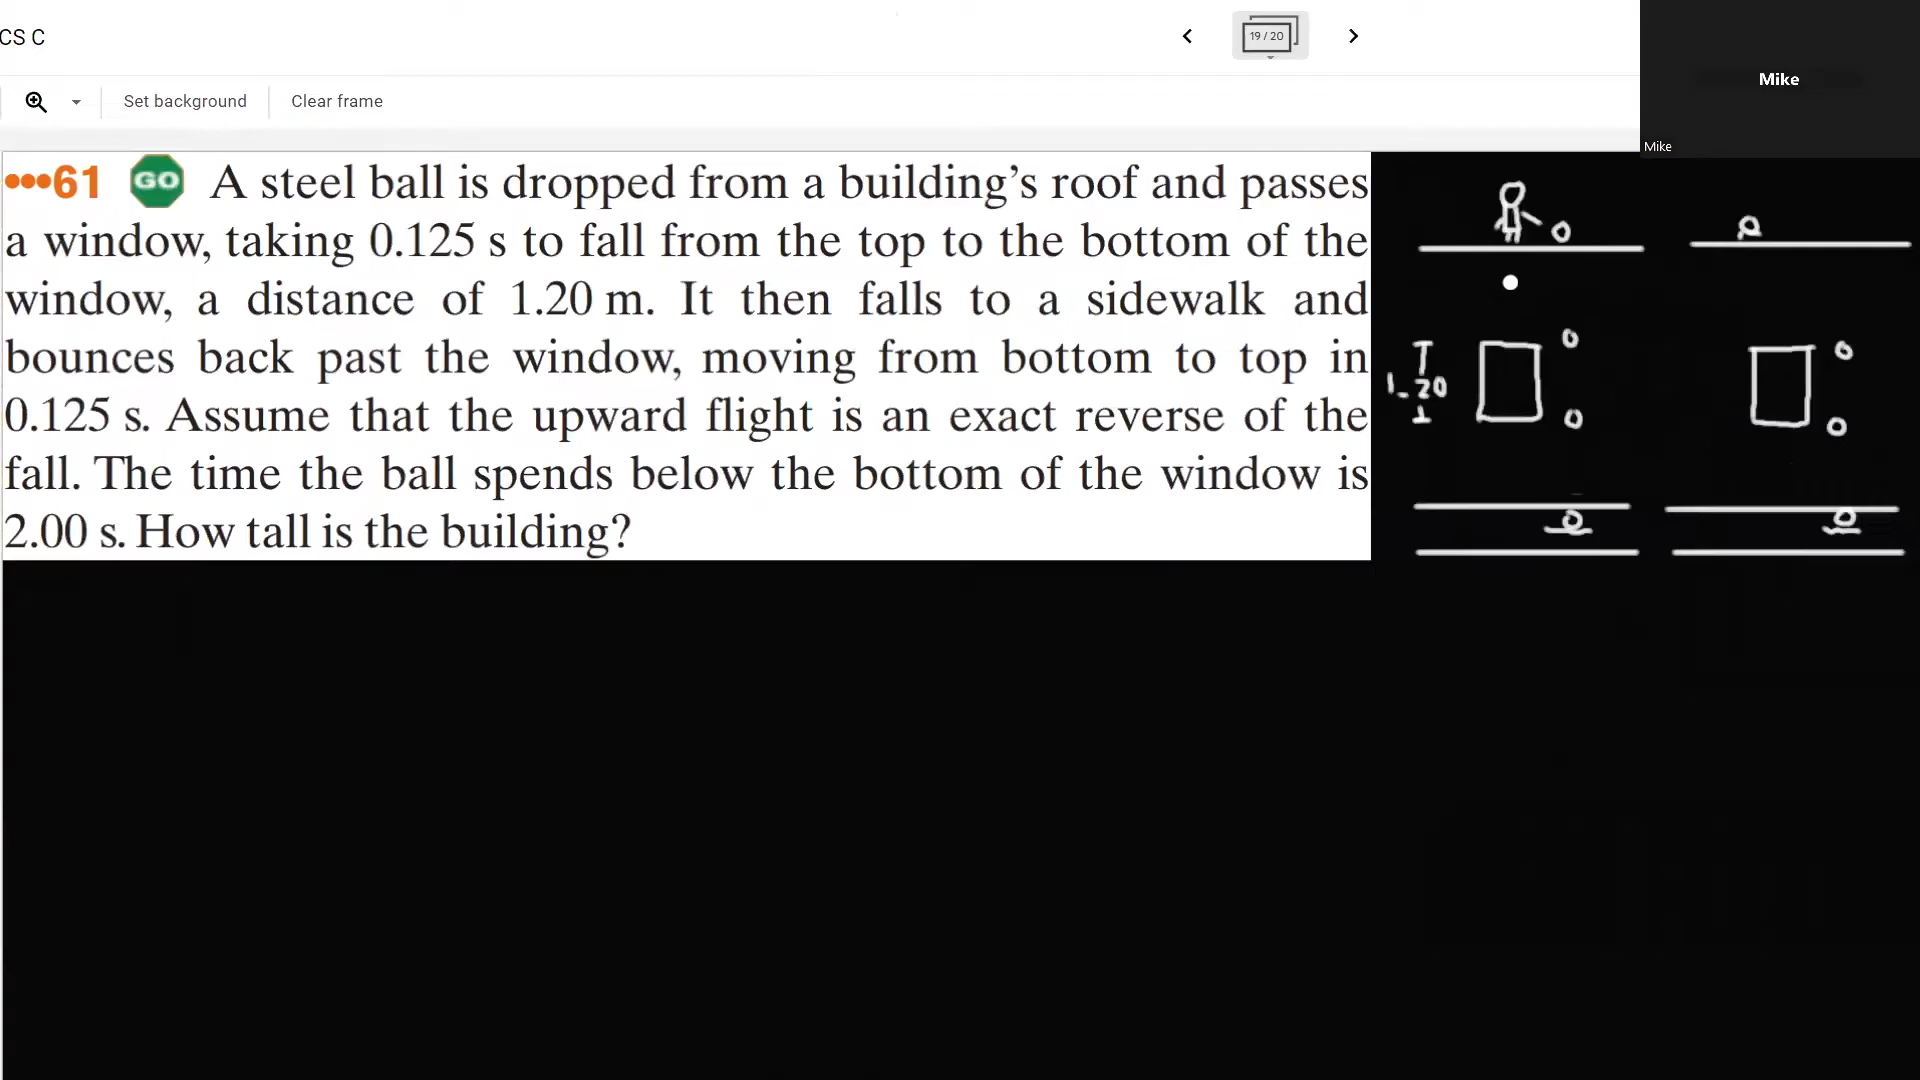 CS C
19 / 20
Mike
Set background
Clear frame
Mike
•••61 GO A steel ball is dropped from a building’s roof and passes
a window, taking 0.125 s to fall from the top to the bottom of the
window, a distance of 1.20 m. It then falls to a sidewalk and
bounces back past the window, moving from bottom to top in
0.125 s. Assume that the upward flight is an exact reverse of the
fall. The time the ball spends below the bottom of the window is
2.00 s. How tall is the building?
1.20